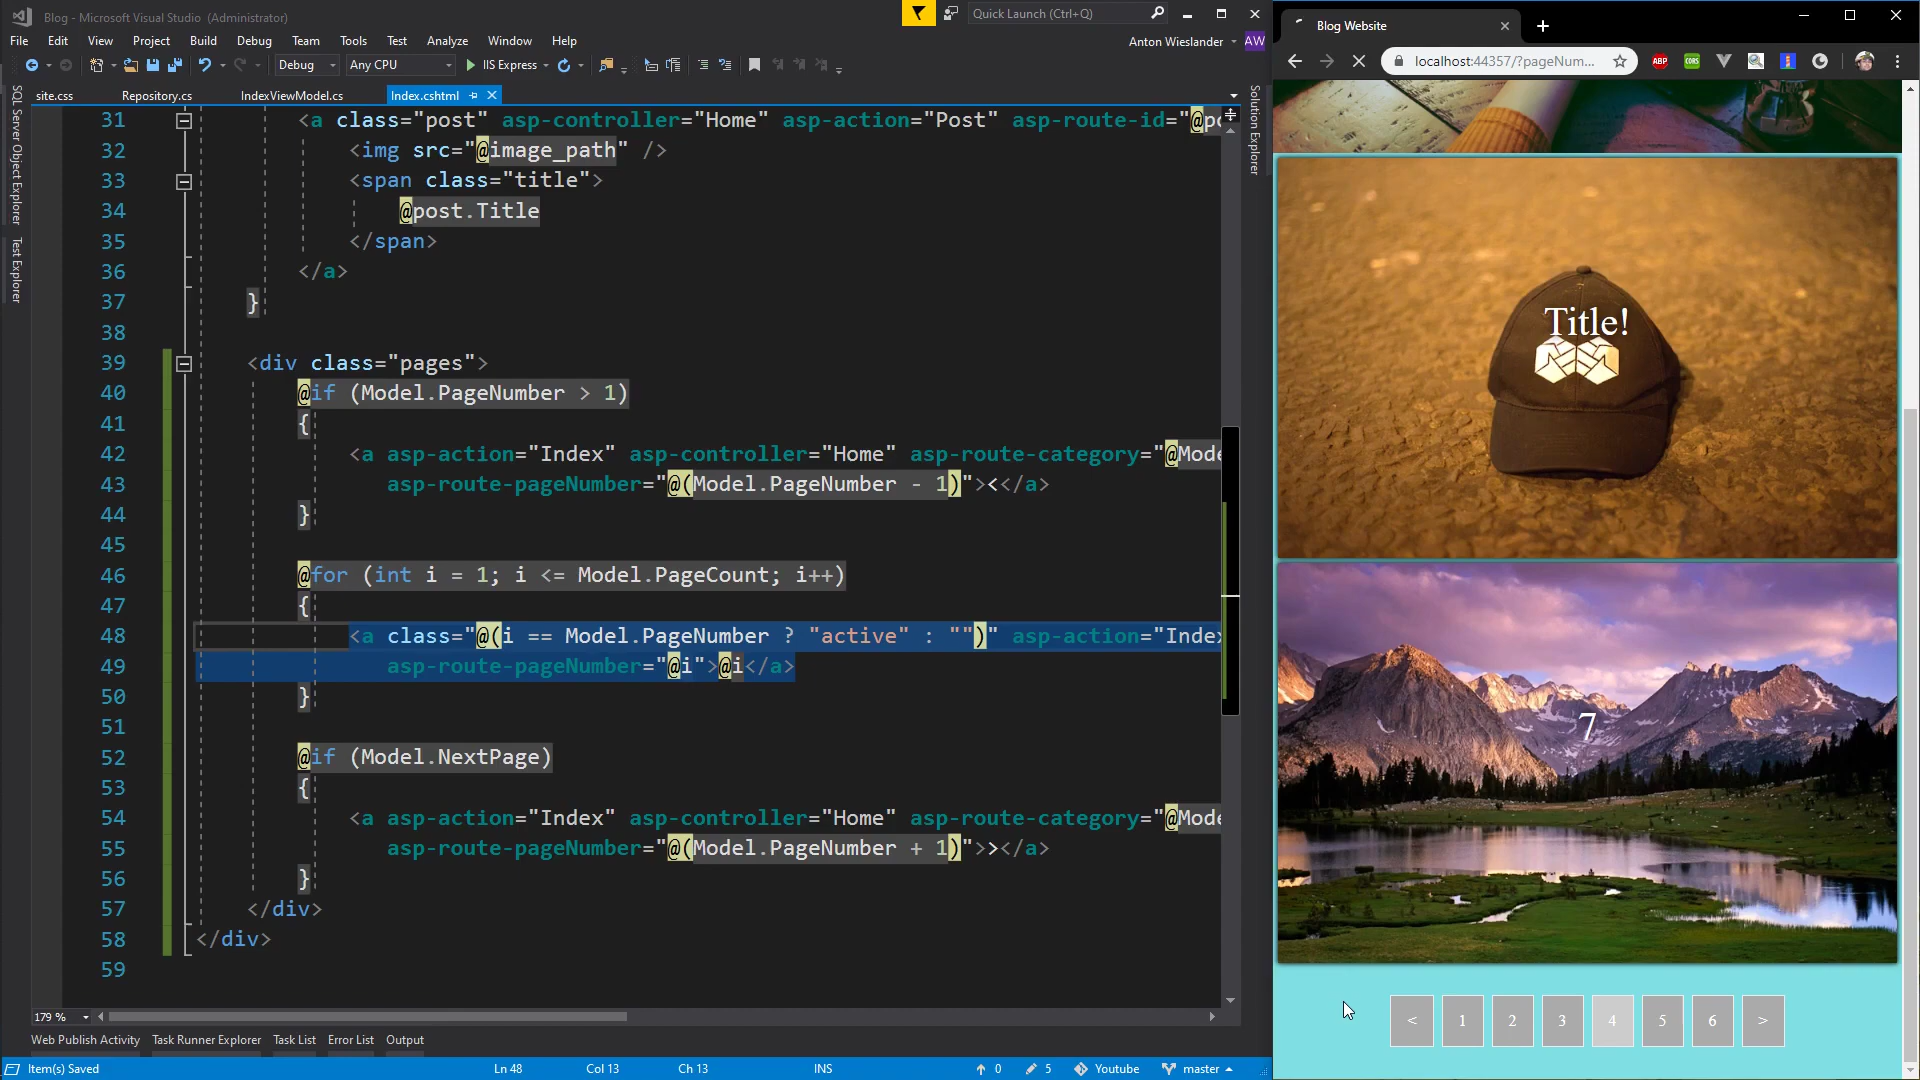 Blog - Microsoft Visual Studio (Administrator)
Quick Launch (Ctrl+Q)
File Edit View Project Build Debug Team Tools Test Analyze Window Help
Anton Wieslander AW
Debug Any CPU IIS Express
site.css Repository.cs IndexViewModel.cs Index.cshtml
SQL Server Object Explorer
Test Explorer
Solution Explorer
31 <a class="post" asp-controller="Home" asp-action="Post" asp-route-id="@po
32 <img src="@image_path" />
33 <span class="title">
34 @post.Title
35 </span>
36 </a>
37 }
38
39 <div class="pages">
40 @if (Model.PageNumber > 1)
41 {
42 <a asp-action="Index" asp-controller="Home" asp-route-category="@Mode
43 asp-route-pageNumber="@(Model.PageNumber - 1)"><</a>
44 }
45
46 @for (int i = 1; i <= Model.PageCount; i++)
47 {
48 <a class="@(i == Model.PageNumber ? "active" : "")" asp-action="Index
49 asp-route-pageNumber="@i">@i</a>
50 }
51
52 @if (Model.NextPage)
53 {
54 <a asp-action="Index" asp-controller="Home" asp-route-category="@Mode
55 asp-route-pageNumber="@(Model.PageNumber + 1)">></a>
56 }
57 </div>
58 </div>
59
179 %
Web Publish Activity Task Runner Explorer Task List Error List Output
Item(s) Saved Ln 48 Col 13 Ch 13 INS 0 5 Youtube master
Blog Website
localhost:44357/?pageNum...
ABP CORS
Title!
7
< 1 2 3 4 5 6 >